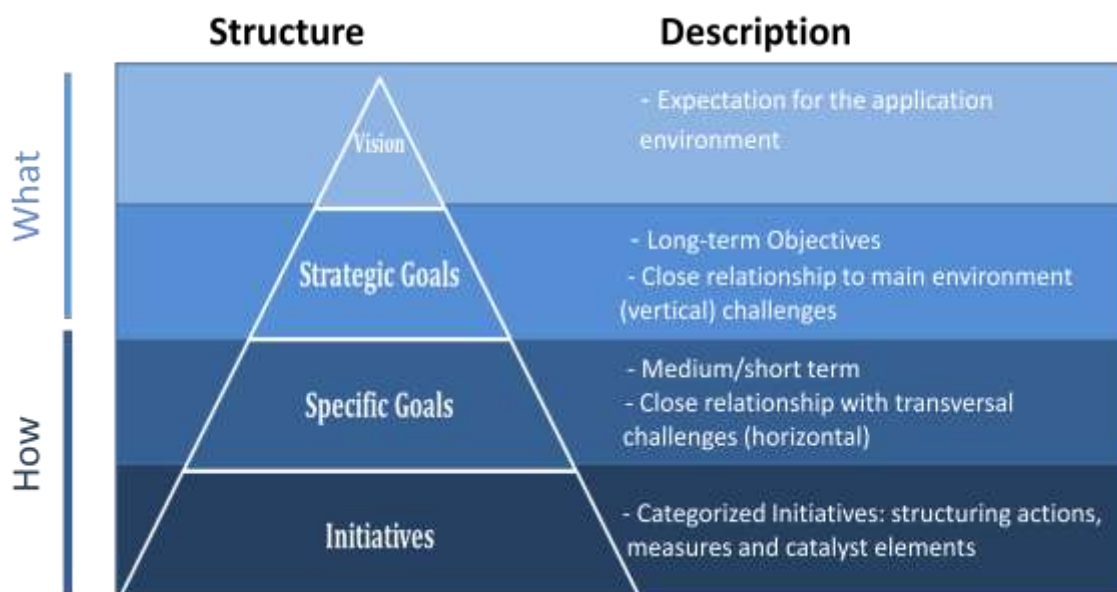 Structure Description
What
Vision
- Expectation for the application
environment
Strategic Goals
- Long-term Objectives
- Close relationship to main environment
(vertical) challenges
How
Specific Goals
- Medium/short term
- Close relationship with transversal
challenges (horizontal)
Initiatives
- Categorized Initiatives: structuring actions,
measures and catalyst elements